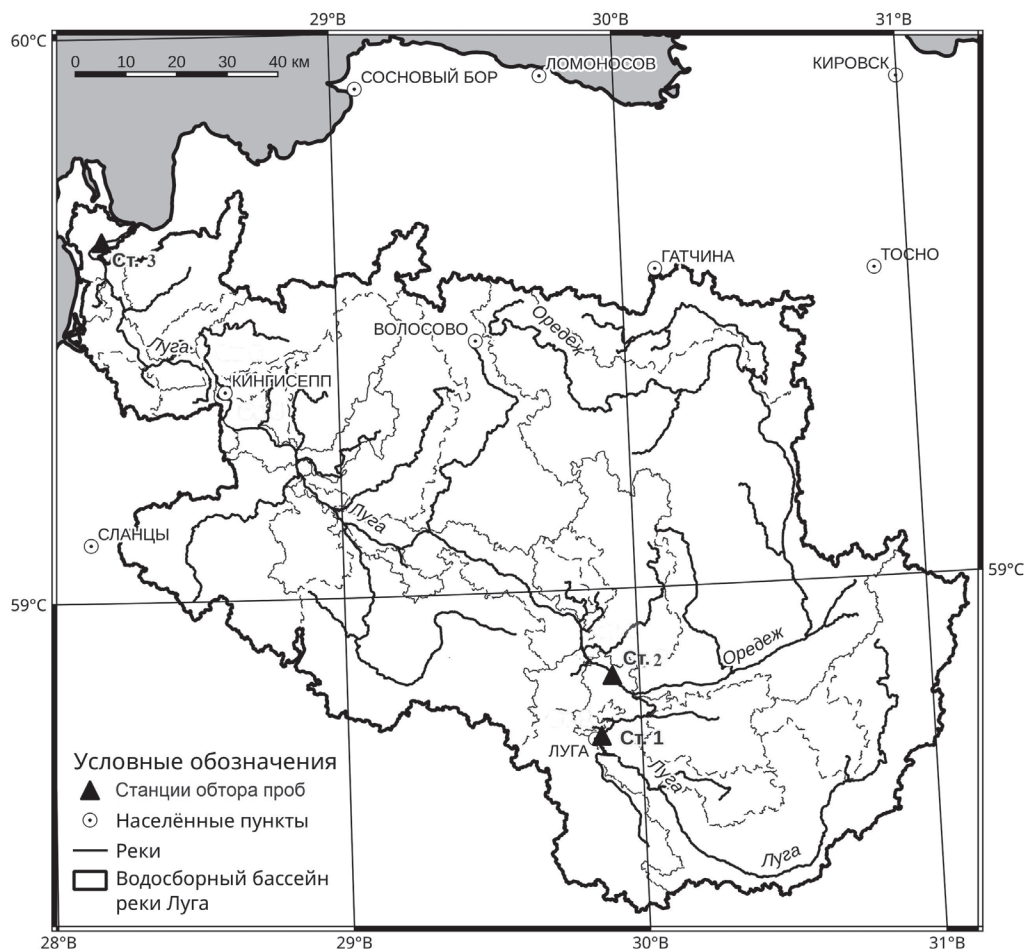 29°В 30°В 31°В
60°С
0 10 20 30 40 км
СОСНОВЫЙ БОР
ЛОМОНОСОВ
КИРОВСК
Ст. 3
ГАТЧИНА
ТОСНО
Луга
ВОЛОСОВО
Оредеж
КИНГИСЕПП
Луга
СЛАНЦЫ
59°С
59°С
Ст. 2
Оредеж
ЛУГА
Ст. 1
Луга
Луга
Условные обозначения
Станции обтора проб
Населённые пункты
Реки
Водосборный бассейн
реки Луга
28°В 29°В 30°В 31°В